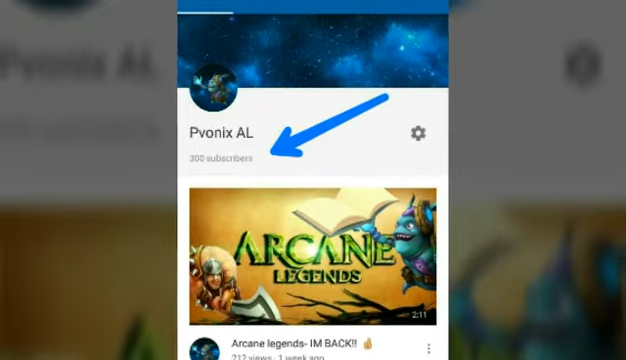 Pvonix AL
300 subscribers
ARCANE
LEGENDS
2:11
Arcane legends- IM BACK!! 👌
212 views · 1 week ago